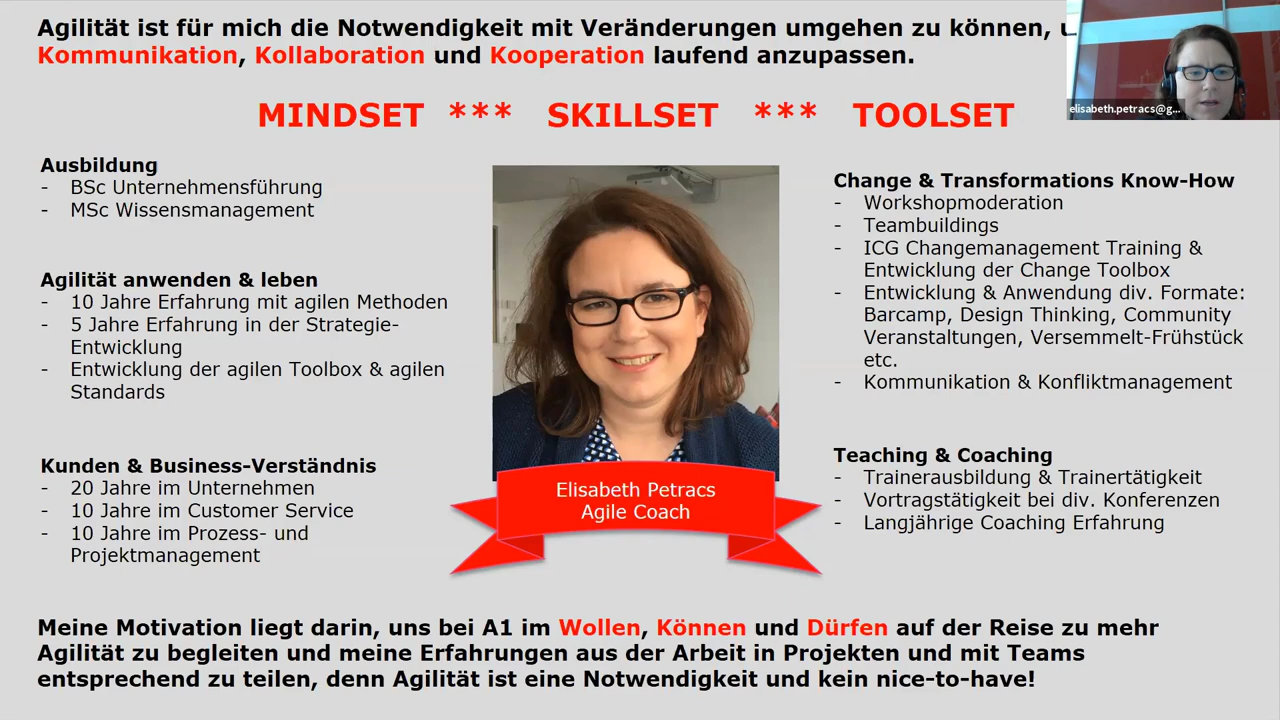 Agilität ist für mich die Notwendigkeit mit Veränderungen umgehen zu können,
Kommunikation, Kollaboration und Kooperation laufend anzupassen.
elisabeth.petracs@g...
MINDSET *** SKILLSET *** TOOLSET
Ausbildung
- BSc Unternehmensführung
- MSc Wissensmanagement
Agilität anwenden & leben
- 10 Jahre Erfahrung mit agilen Methoden
- 5 Jahre Erfahrung in der Strategie-
Entwicklung
- Entwicklung der agilen Toolbox & agilen
Standards
Kunden & Business-Verständnis
- 20 Jahre im Unternehmen
- 10 Jahre im Customer Service
- 10 Jahre im Prozess- und
Projektmanagement
Elisabeth Petracs
Agile Coach
Change & Transformations Know-How
- Workshopmoderation
- Teambuildings
- ICG Changemanagement Training &
Entwicklung der Change Toolbox
- Entwicklung & Anwendung div. Formate:
Barcamp, Design Thinking, Community
Veranstaltungen, Versemmelt-Frühstück
etc.
- Kommunikation & Konfliktmanagement
Teaching & Coaching
- Trainerausbildung & Trainertätigkeit
- Vortragstätigkeit bei div. Konferenzen
- Langjährige Coaching Erfahrung
Meine Motivation liegt darin, uns bei A1 im Wollen, Können und Dürfen auf der Reise zu mehr
Agilität zu begleiten und meine Erfahrungen aus der Arbeit in Projekten und mit Teams
entsprechend zu teilen, denn Agilität ist eine Notwendigkeit und kein nice-to-have!